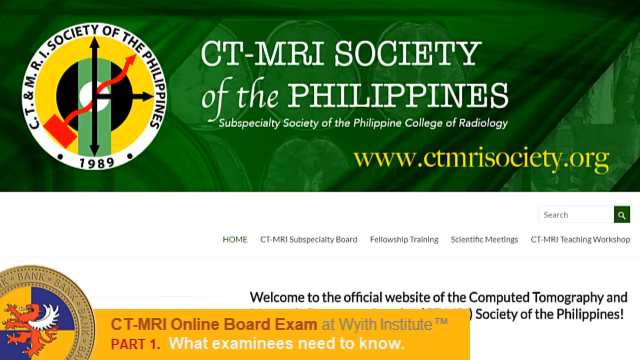 C.T. & M.R.I. SOCIETY OF THE PHILIPPINES
1989
CT-MRI SOCIETY
of the PHILIPPINES
Subspecialty Society of the Philippine College of Radiology
www.ctmrisociety.org
Search
HOME CT-MRI Subspecialty Board Fellowship Training Scientific Meetings CT-MRI Teaching Workshop
Welcome to the official website of the Computed Tomography and
) Society of the Philippines!
BANK BANK BANK
CT-MRI Online Board Exam at Wyith Institute™
PART 1. What examinees need to know.